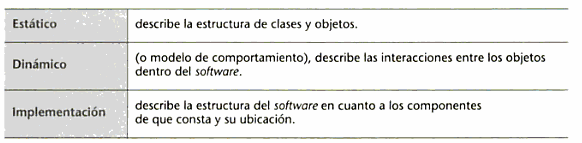 Estático describe la estructura de clases y objetos.
Dinámico (o modelo de comportamiento), describe las interacciones entre los objetos
dentro del software.
Implementación describe la estructura del software en cuanto a los componentes
de que consta y su ubicación.